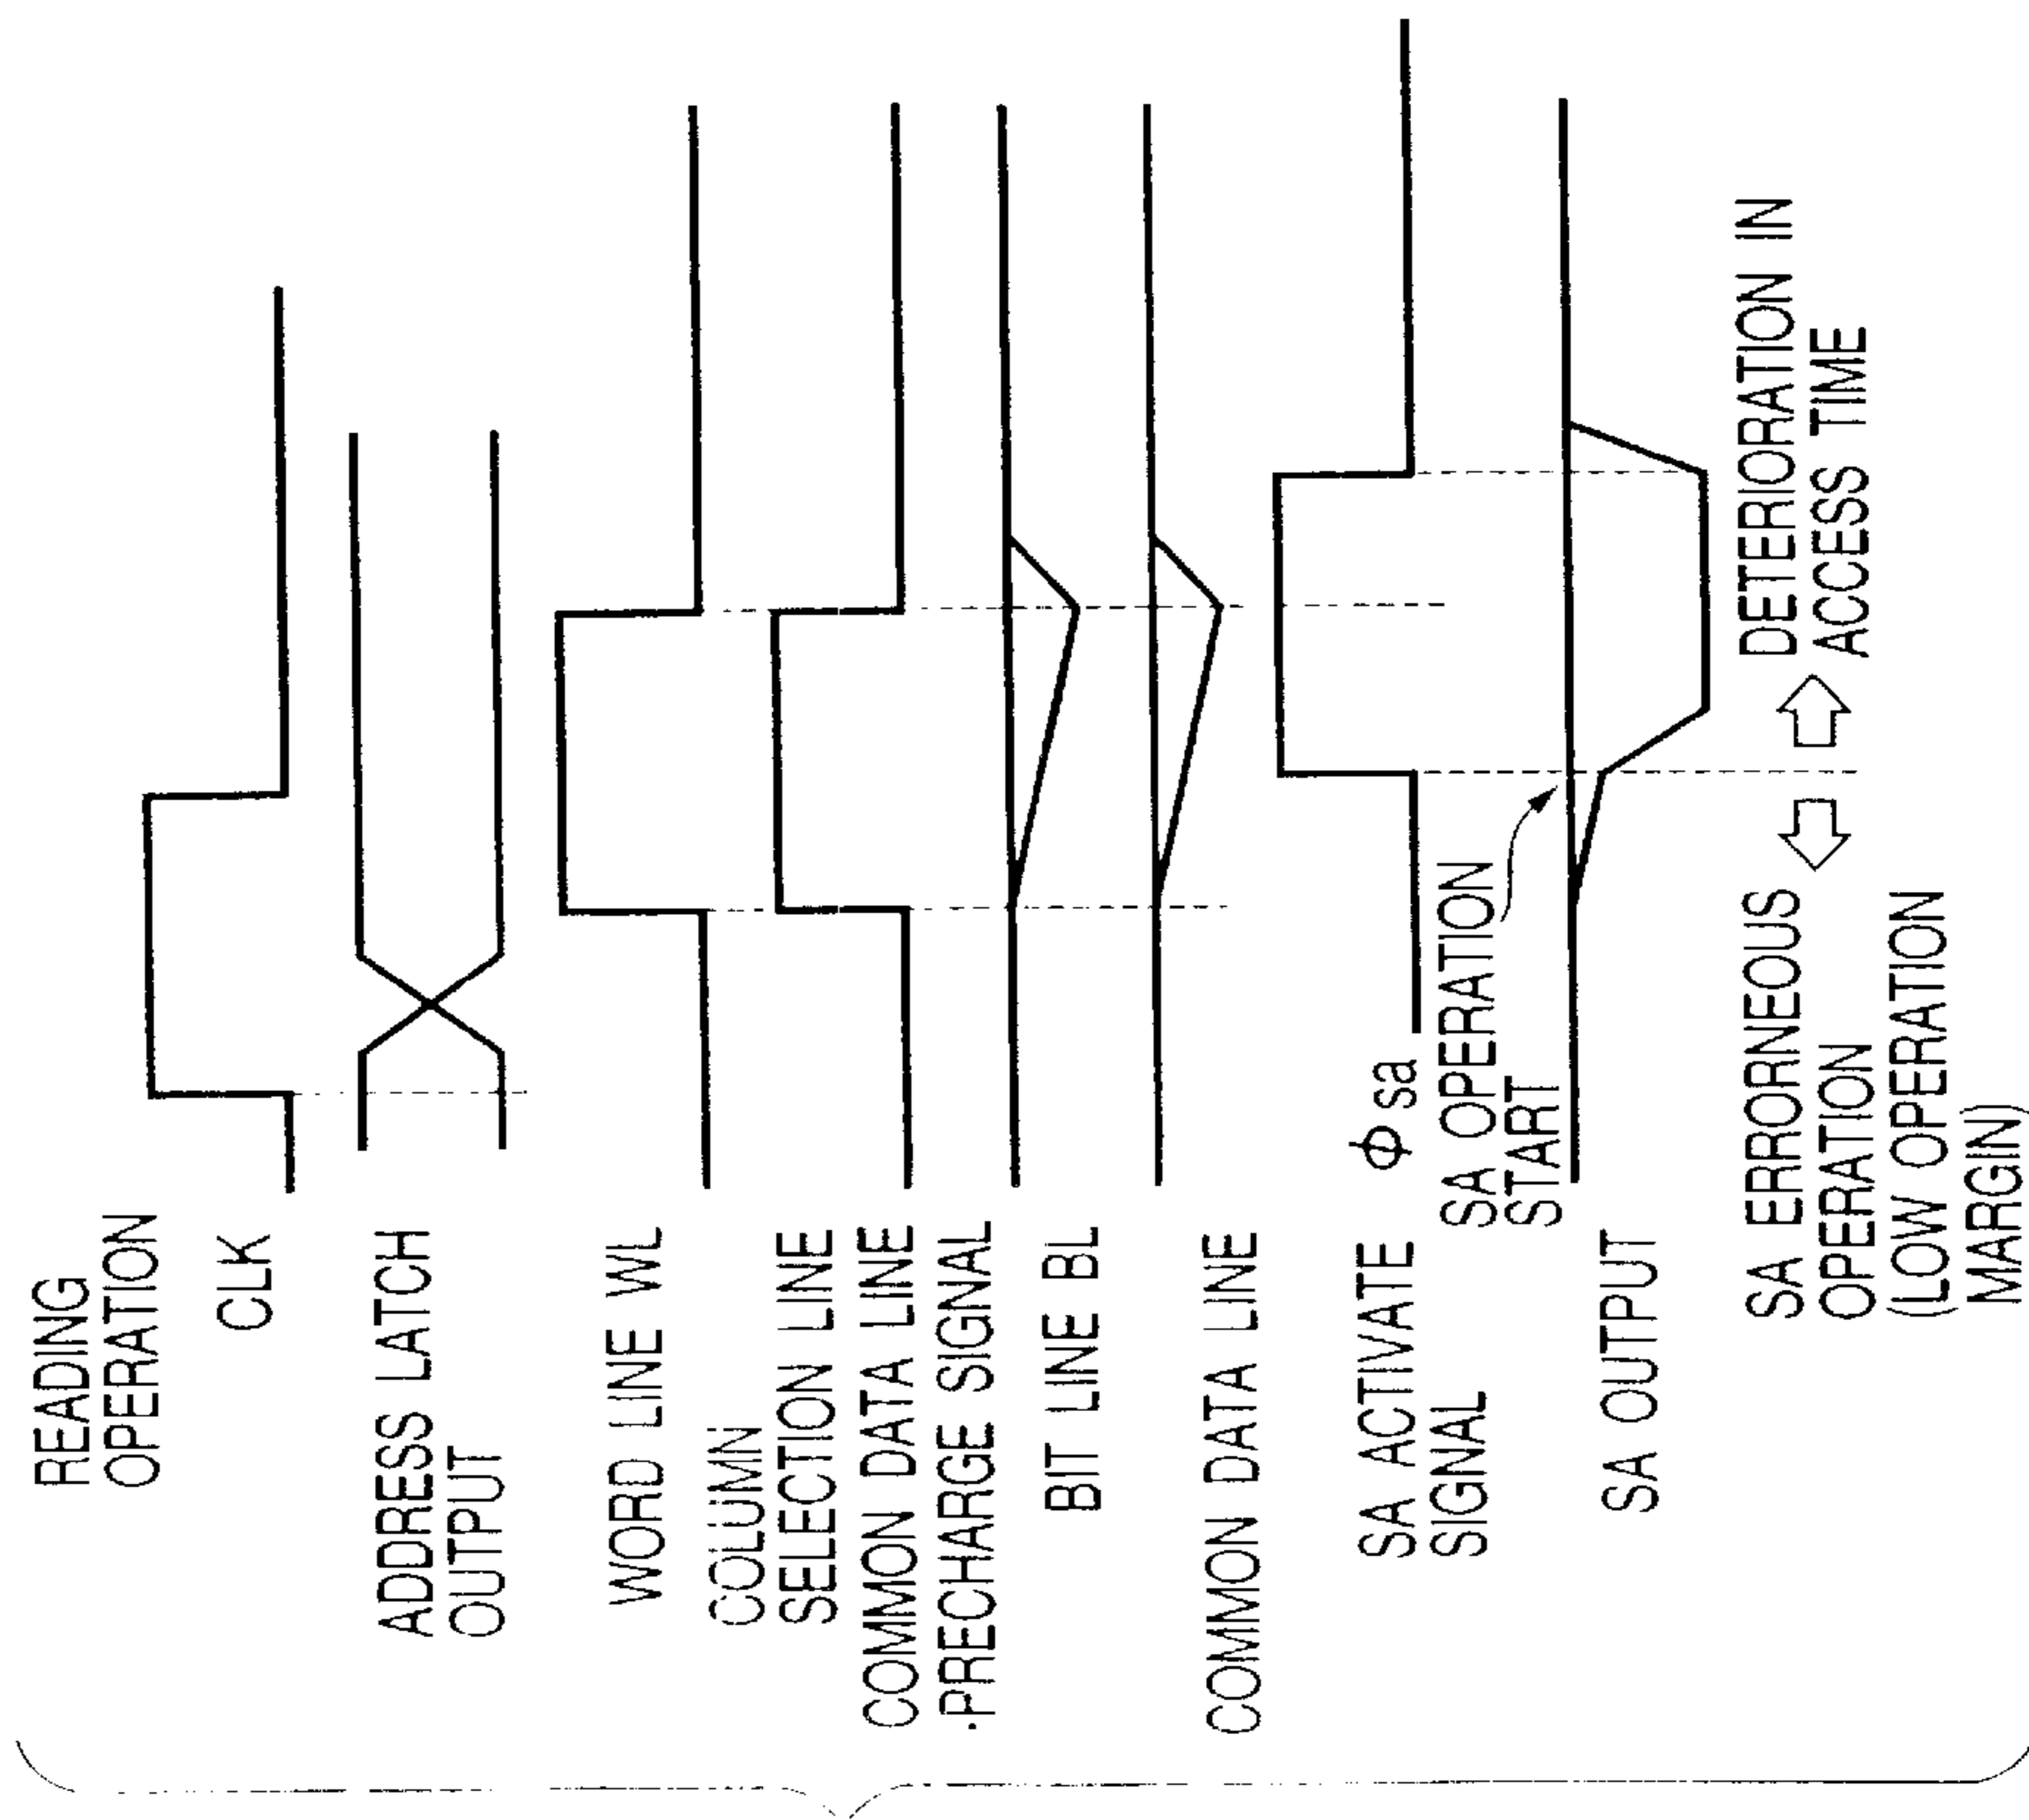 READING
OPERATION
CLK
ADDRESS LATCH
OUTPUT
WORD LINE WL
COLUMN
SELECTION LINE
COMMON DATA LINE
·PRECHARGE SIGNAL
BIT LINE BL
COMMON DATA LINE
SA ACTIVATE Φ sa
SIGNAL
SA OPERATION
START
SA OUTPUT
SA ERRORNEOUS
OPERATION
(LOW OPERATION
MARGIN)
DETERIORATION IN
ACCESS TIME